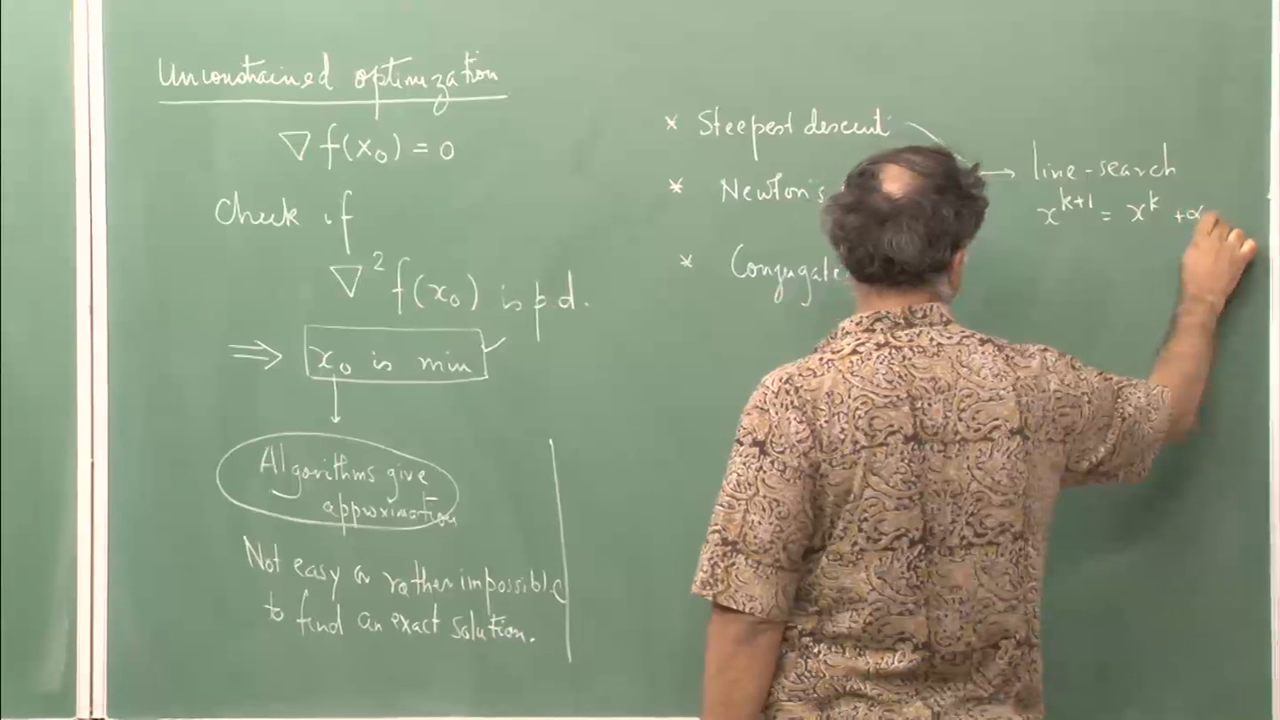 Unconstrained optimization
∇f(x₀) = 0
Check if
∇²f(x₀) is p.d.
⇒ x₀ is min
Algorithms give
approximation
Not easy or rather impossible
to find an exact solution.
* Steepest descent
* Newton's
* Conjugate
→ line-search
x^{k+1} = x^k + α